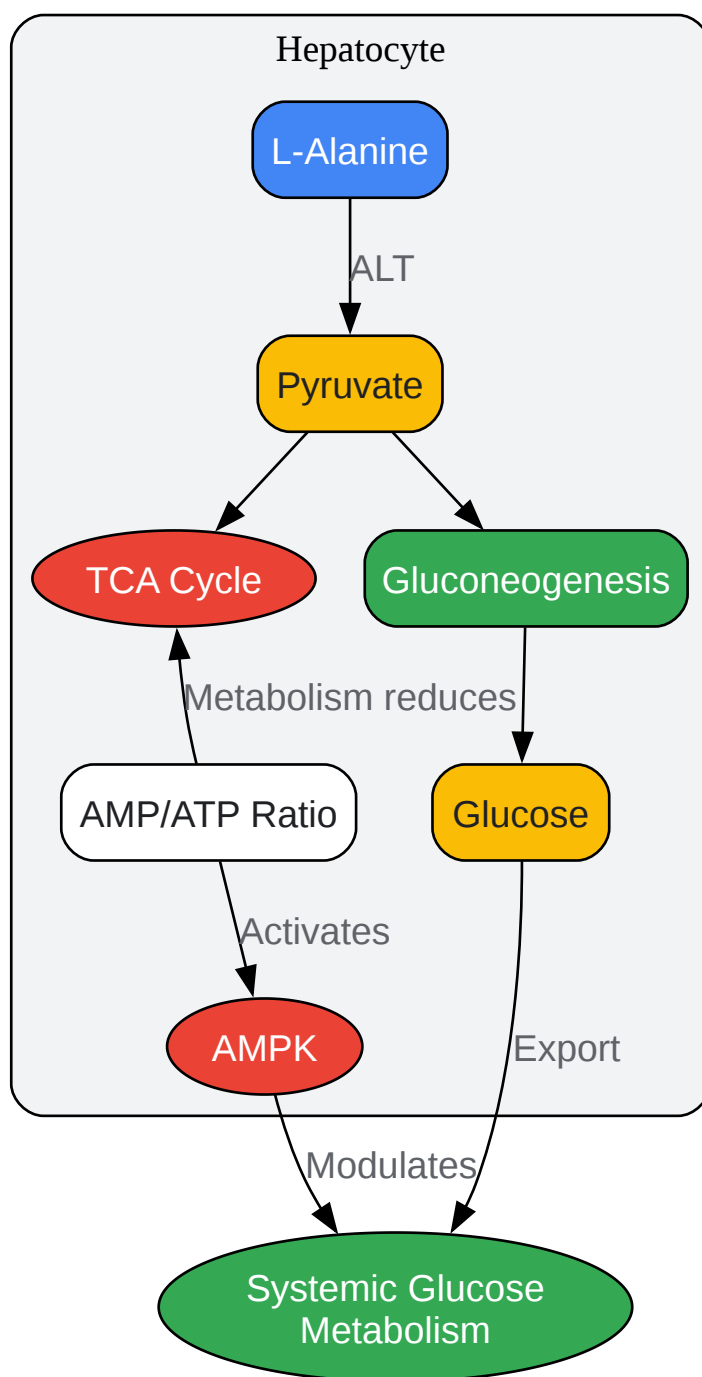 Hepatocyte
L-Alanine
ALT
Pyruvate
TCA Cycle
Gluconeogenesis
Metabolism reduces
AMP/ATP Ratio
Glucose
Activates
AMPK
Export
Modulates
Systemic Glucose
Metabolism